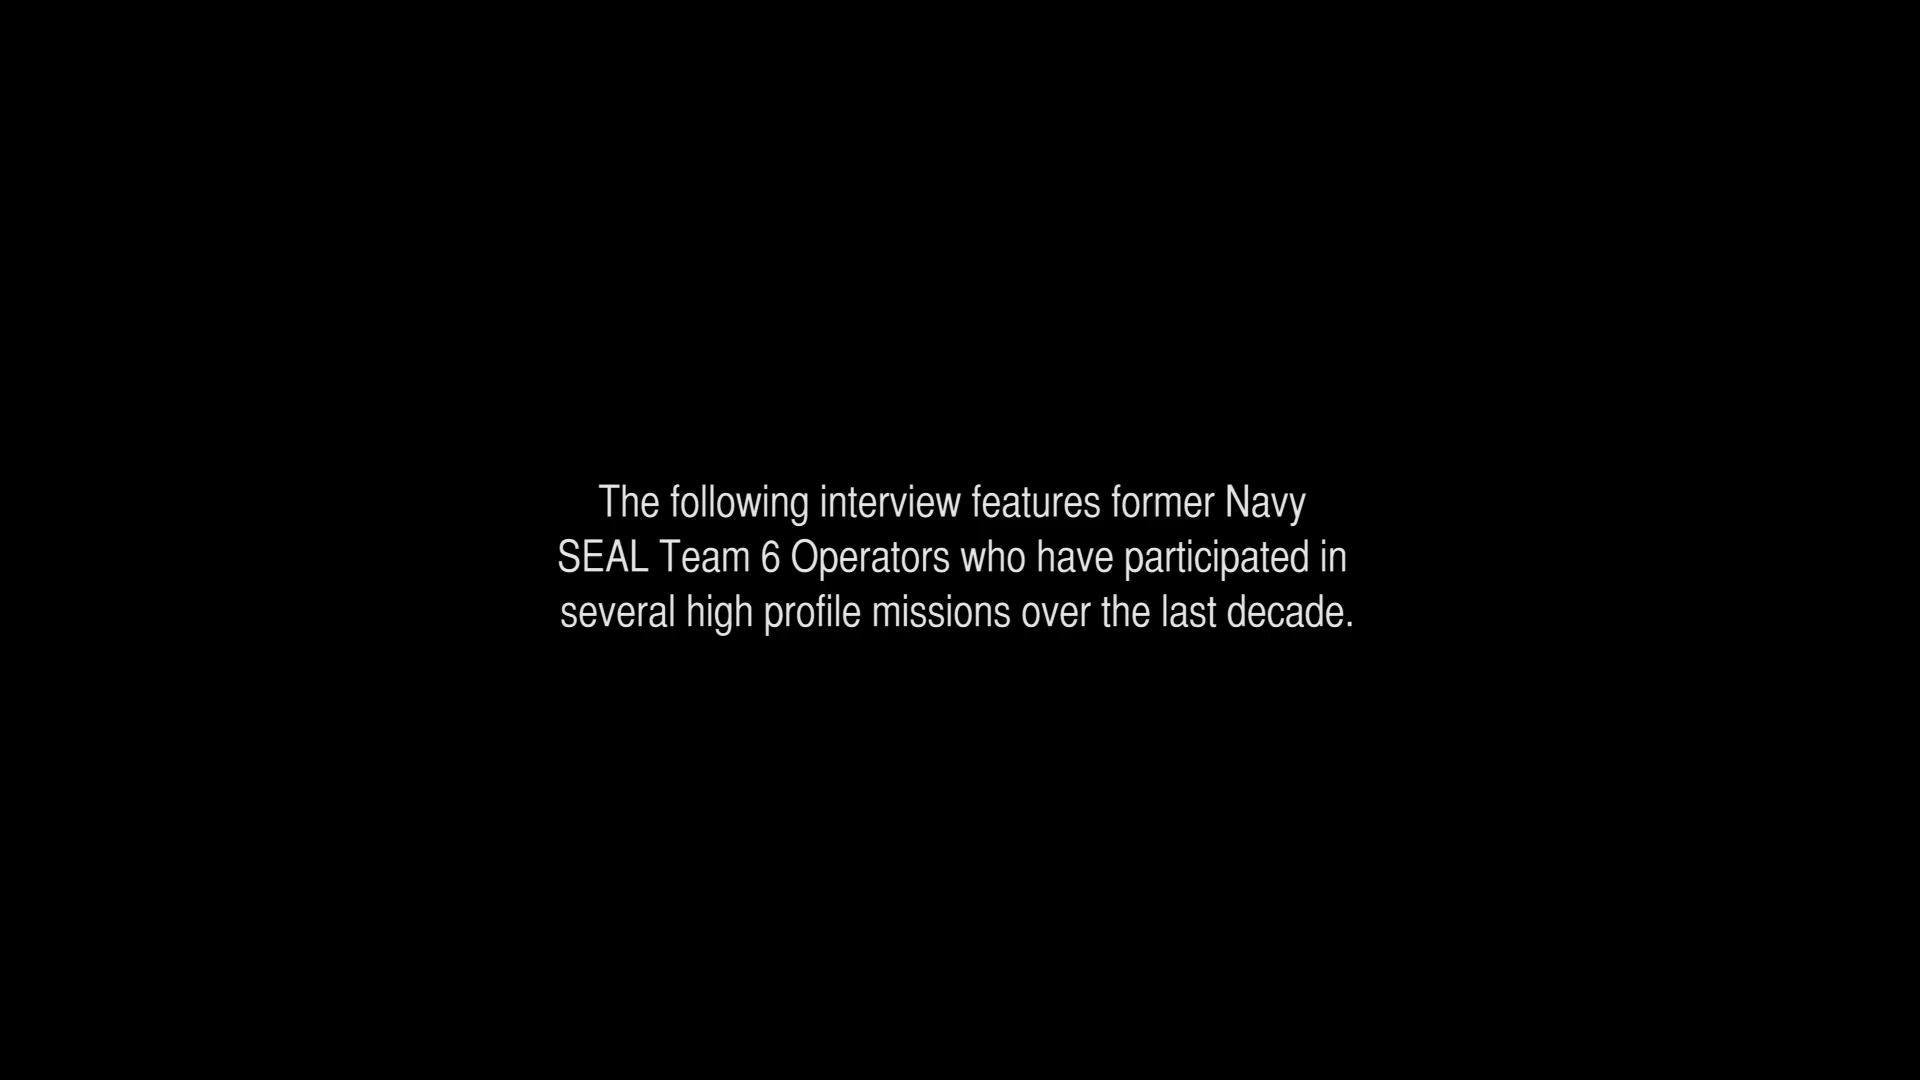 The following interview features former Navy
SEAL Team 6 Operators who have participated in
several high profile missions over the last decade.